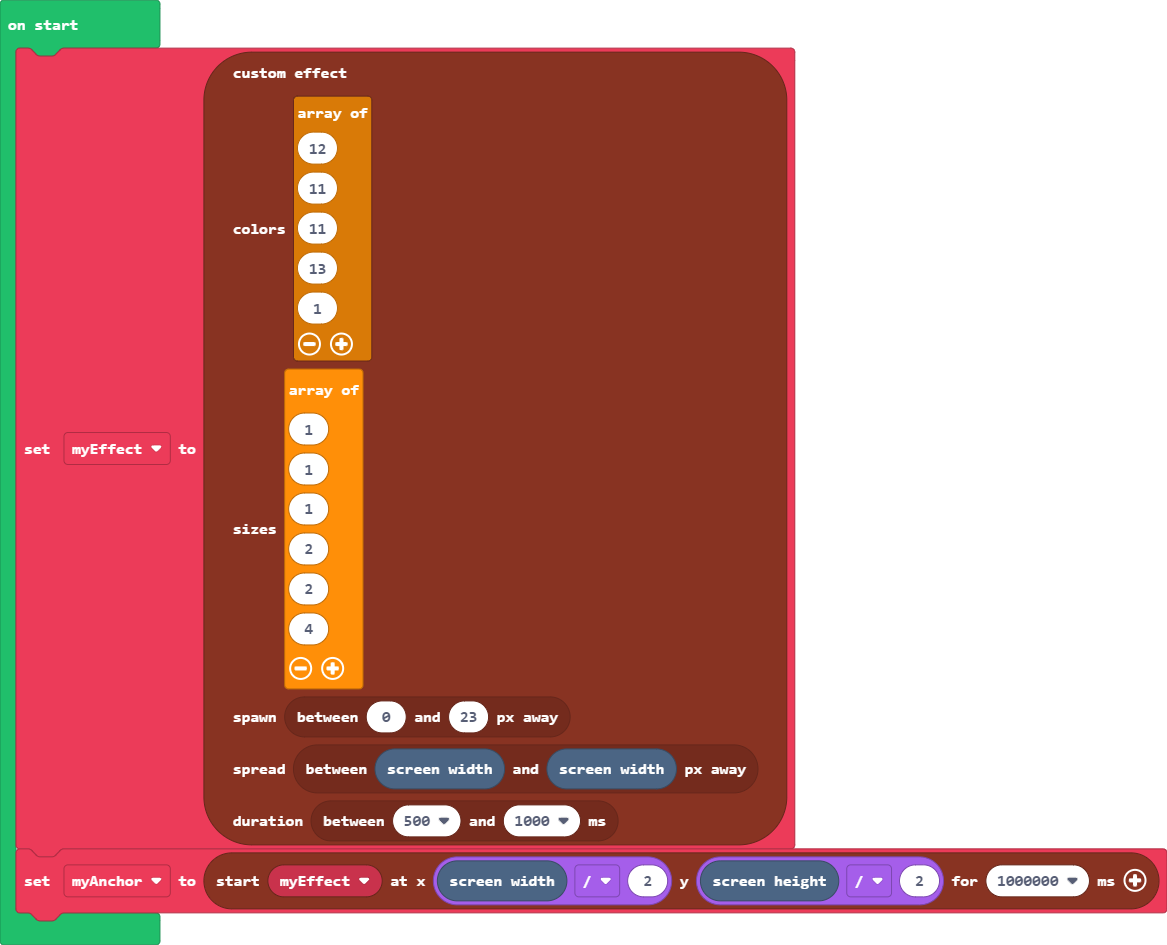 on start
custom effect
array of
12
11
11
colors
13
1
array of
1
1
1
sizes
2
2
4
set myEffect to
spawn between 0 and 23 px away
spread between screen width and screen width px away
duration between 500 and 1000 ms
set myAnchor to start myEffect at x screen width / 2 y screen height / 2 for 1000000 ms